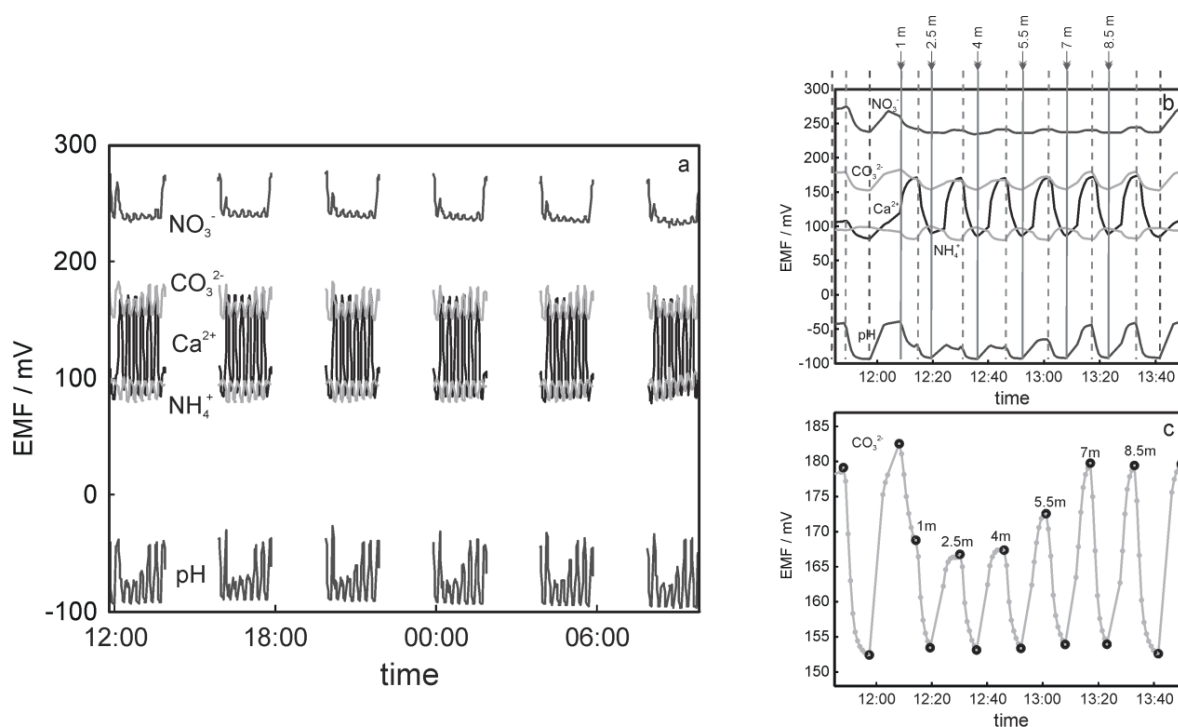 a
300
200
100
0
-100
EMF / mV
NO₃⁻
CO₃²⁻
Ca²⁺
NH₄⁺
pH
12:00 18:00 00:00 06:00
time
1 m 2.5 m 4 m 5.5 m 7 m 8.5 m
b
300
250
200
150
100
50
0
-50
-100
EMF / mV
NO₃⁻
CO₃²⁻
Ca²⁺
NH₄⁺
pH
12:00 12:20 12:40 13:00 13:20 13:40
time
c
185
180
175
170
165
160
155
150
EMF / mV
CO₃²⁻
1m 2.5m 4m 5.5m 7m 8.5m
12:00 12:20 12:40 13:00 13:20 13:40
time